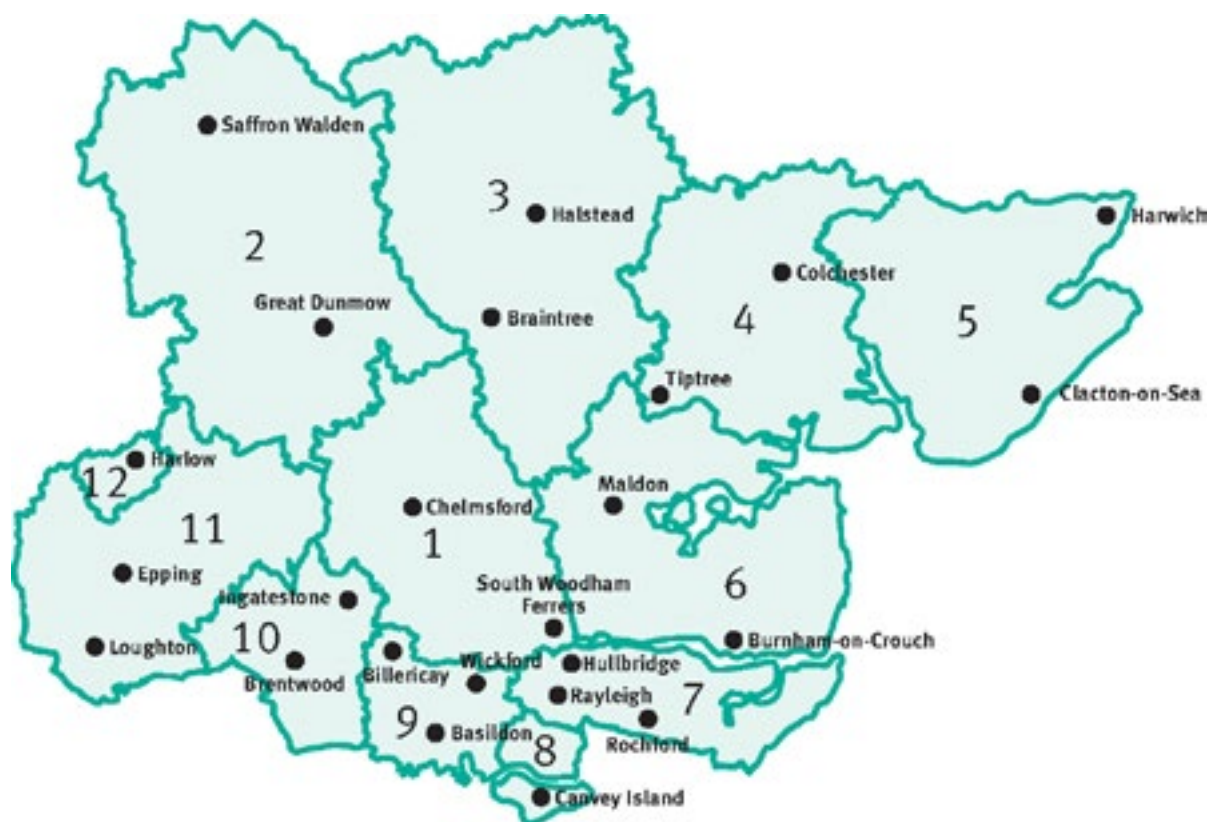 Saffron Walden
3
Halstead
Harwich
2
Colchester
Great Dunmow
Braintree
4
5
Tiptree
Clacton-on-Sea
Harlow
12
Maldon
Chelmsford
11
1
Epping
South Woodham
Ferrers
6
Ingatestone
10
Burnham-on-Crouch
Loughton
Brentwood
Billericay
Wickford
Hullbridge
Rayleigh
7
9
Basildon
Rochford
8
Canvey Island